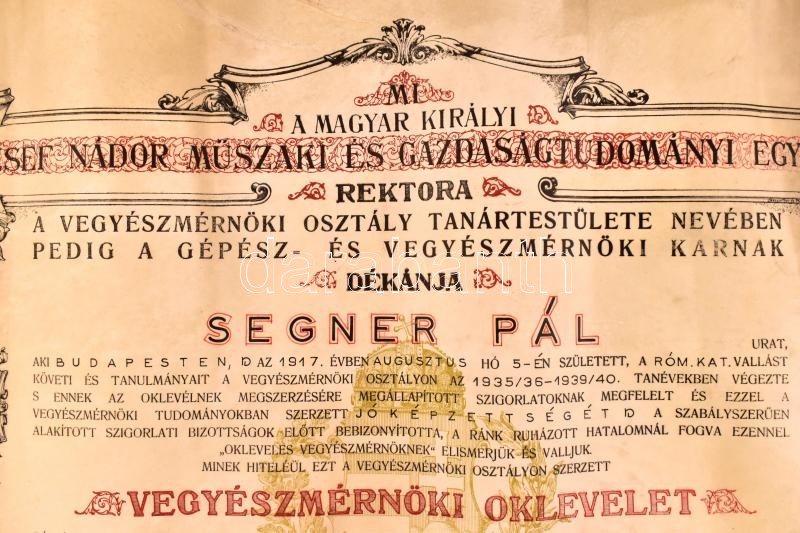 MI
A MAGYAR KIRÁLYI
SEF NÁDOR MŰSZAKI ÉS GAZDASÁGTUDOMÁNYI EGY
REKTORA
A VEGYÉSZMÉRNÖKI OSZTÁLY TANÁRTESTÜLETE NEVÉBEN
PEDIG A GÉPÉSZ- ÉS VEGYÉSZMÉRNÖKI KARNAK
DÉKÁNJA
SEGNER PÁL
URAT,
AKI BUDAPESTEN, AZ 1917. ÉVBEN AUGUSZTUS HÓ 5-ÉN SZÜLETETT, A RÓM. KAT. VALLÁST
KÖVETI ÉS TANULMÁNYAIT A VEGYÉSZMÉRNÖKI OSZTÁLYON AZ 1935/36-1939/40. TANÉVEKBEN VÉGEZTE
S ENNEK AZ OKLEVÉLNEK MEGSZERZÉSÉRE MEGÁLLAPÍTOTT SZIGORLATOKNAK MEGFELELT ÉS EZZEL A
VEGYÉSZMÉRNÖKI TUDOMÁNYOKBAN SZERZETT JÓ KÉPZETTSÉGÉT A SZABÁLYSZERŰEN
ALAKÍTOTT SZIGORLATI BIZOTTSÁGOK ELŐTT BEBIZONYÍTOTTA, A RÁNK RUHÁZOTT HATALOMNÁL FOGVA EZENNEL
„OKLEVELES VEGYÉSZMÉRNÖKNEK" ELISMERJÜK ÉS VALLJUK.
MINEK HITELÉÜL EZT A VEGYÉSZMÉRNÖKI OSZTÁLYON SZERZETT
VEGYÉSZMÉRNÖKI OKLEVELET
darabanth